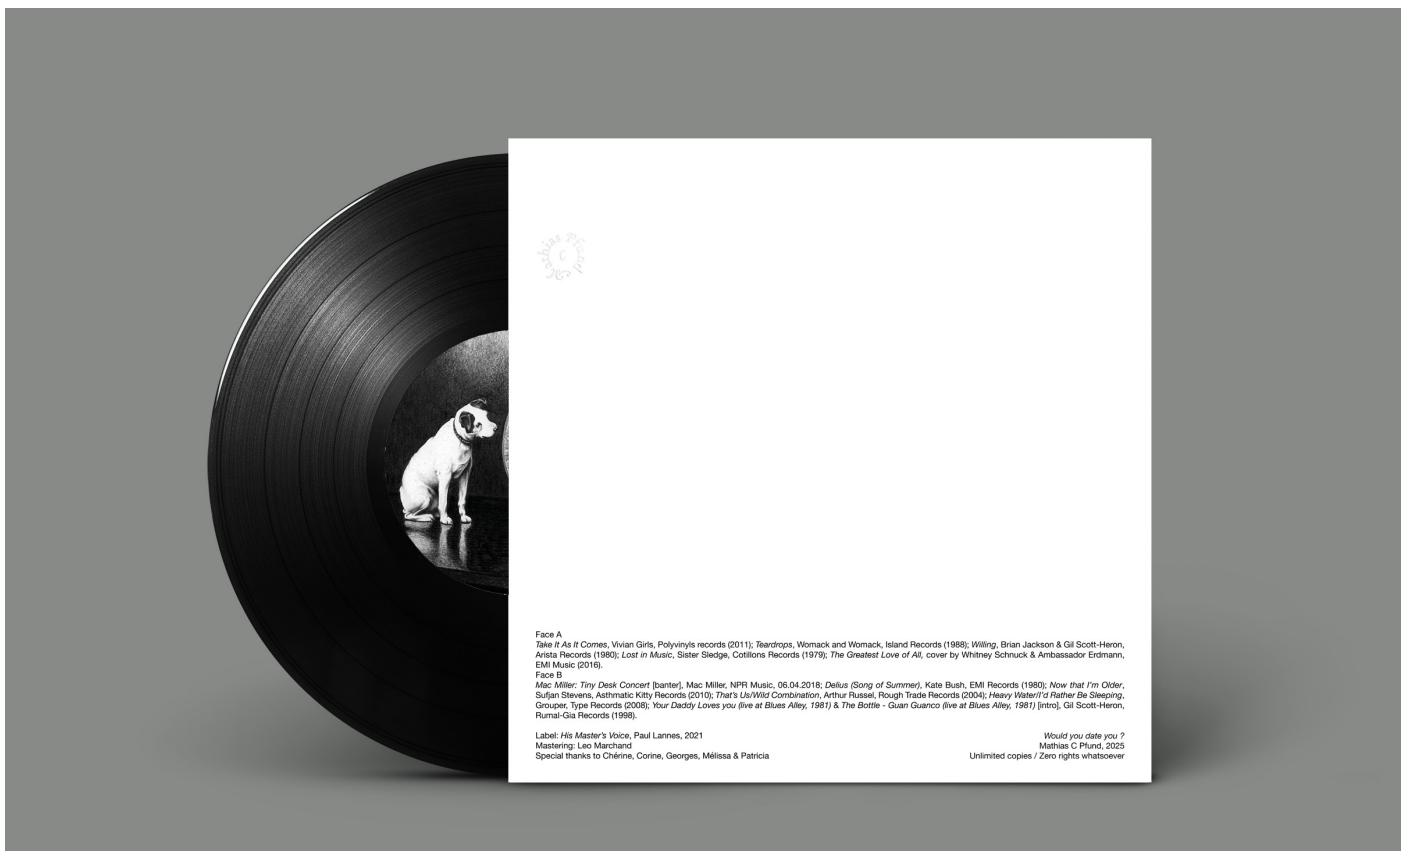 Mathias C Pfund
Face A
Take It As It Comes, Vivian Girls, Polyvinyls records (2011); Teardrops, Womack and Womack, Island Records (1988); Willing, Brian Jackson & Gil Scott-Heron,
Arista Records (1980); Lost in Music, Sister Sledge, Cotillons Records (1979); The Greatest Love of All, cover by Whitney Schnuck & Ambassador Erdmann,
EMI Music (2016).
Face B
Mac Miller: Tiny Desk Concert [banter], Mac Miller, NPR Music, 06.04.2018; Delius (Song of Summer), Kate Bush, EMI Records (1980); Now that I'm Older,
Sufjan Stevens, Asthmatic Kitty Records (2010); That's Us/Wild Combination, Arthur Russel, Rough Trade Records (2004); Heavy Water/I'd Rather Be Sleeping,
Grouper, Type Records (2008); Your Daddy Loves you (live at Blues Alley, 1981) & The Bottle - Guan Guanco (live at Blues Alley, 1981) [intro], Gil Scott-Heron,
Rumal-Gia Records (1998).
Label: His Master's Voice, Paul Lannes, 2021
Mastering: Leo Marchand
Special thanks to Chérine, Corine, Georges, Mélissa & Patricia
Would you date you ?
Mathias C Pfund, 2025
Unlimited copies / Zero rights whatsoever